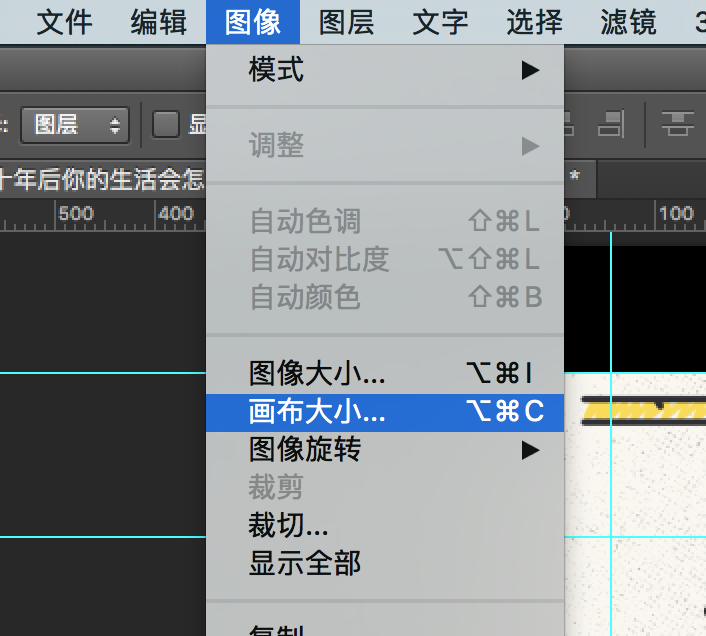 文件 编辑 图像 图层 文字 选择 滤镜 3
模式
图层
调整
十年后你的生活会怎 *
500 400 100
自动色调 ⇧⌘L
自动对比度 ⌥⇧⌘L
自动颜色 ⇧⌘B
图像大小... ⌥⌘I
画布大小... ⌥⌘C
图像旋转
裁剪
裁切...
显示全部